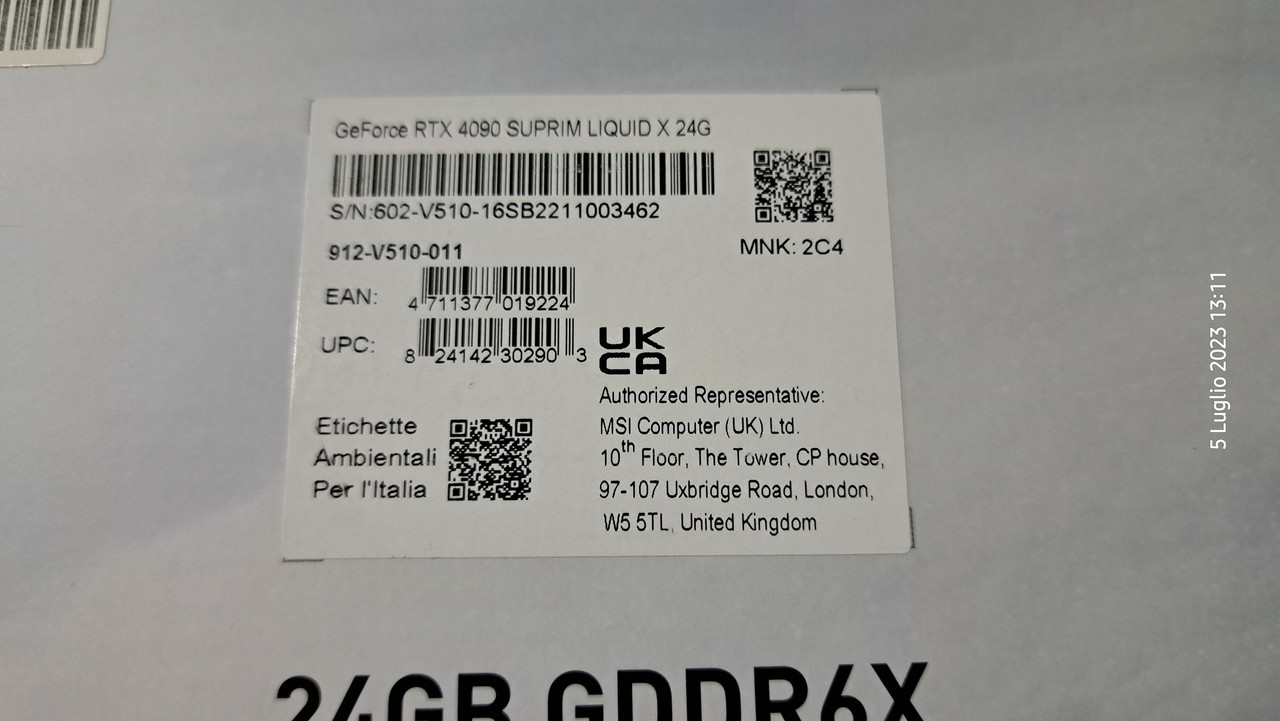 GeForce RTX 4090 SUPRIM LIQUID X 24G
S/N:602-V510-16SB2211003462
912-V510-011
MNK: 2C4
EAN: 4 711377 019224
UPC: 8 24142 30290 3
UK
CA
Authorized Representative:
MSI Computer (UK) Ltd.
10th Floor, The Tower, CP house,
97-107 Uxbridge Road, London,
W5 5TL, United Kingdom
Etichette
Ambientali
Per l'Italia
24GB GDDR6X
5 Luglio 2023 13:11